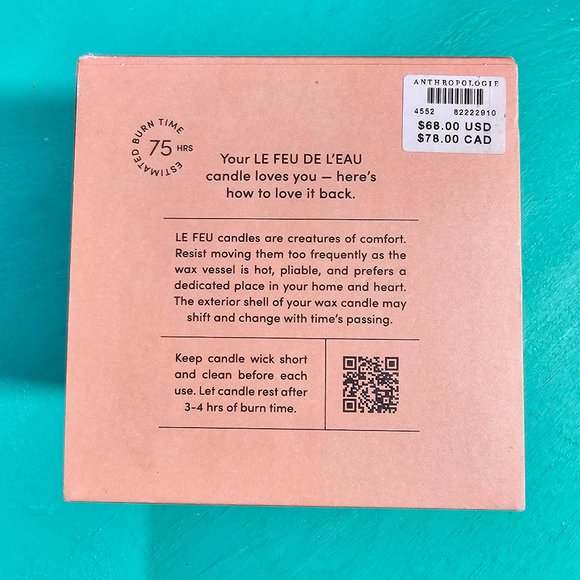 ANTHROPOLOGIE
4552 82222910
$68.00 USD
$78.00 CAD
ESTIMATED BURN TIME
75 HRS
Your LE FEU DE L'EAU
candle loves you — here's
how to love it back.
LE FEU candles are creatures of comfort.
Resist moving them too frequently as the
wax vessel is hot, pliable, and prefers a
dedicated place in your home and heart.
The exterior shell of your wax candle may
shift and change with time's passing.
Keep candle wick short
and clean before each
use. Let candle rest after
3-4 hrs of burn time.